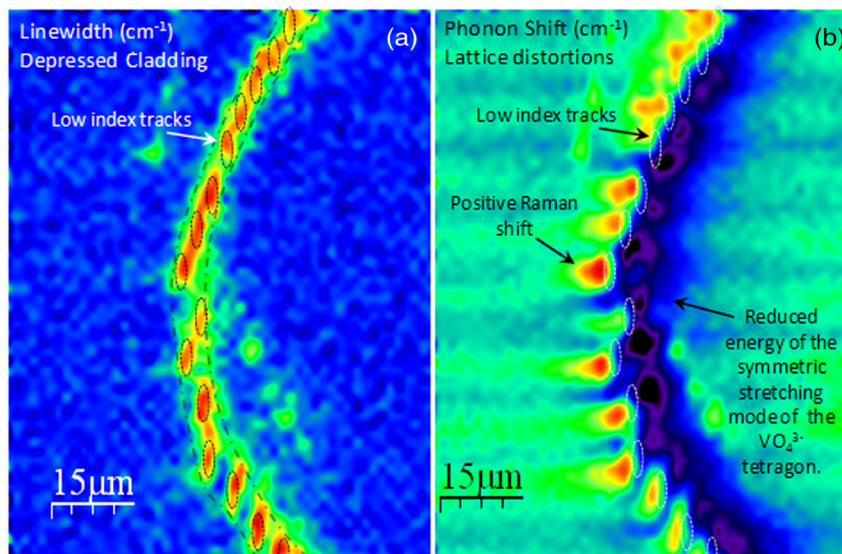 Linewidth (cm⁻¹)
Depressed Cladding
(a)
Low index tracks
15μm
Phonon Shift (cm⁻¹)
Lattice distortions
(b)
Low index tracks
Positive Raman
shift
Reduced
energy of the
symmetric
stretching
mode of the
VO₄³⁻
tetragon.
15μm